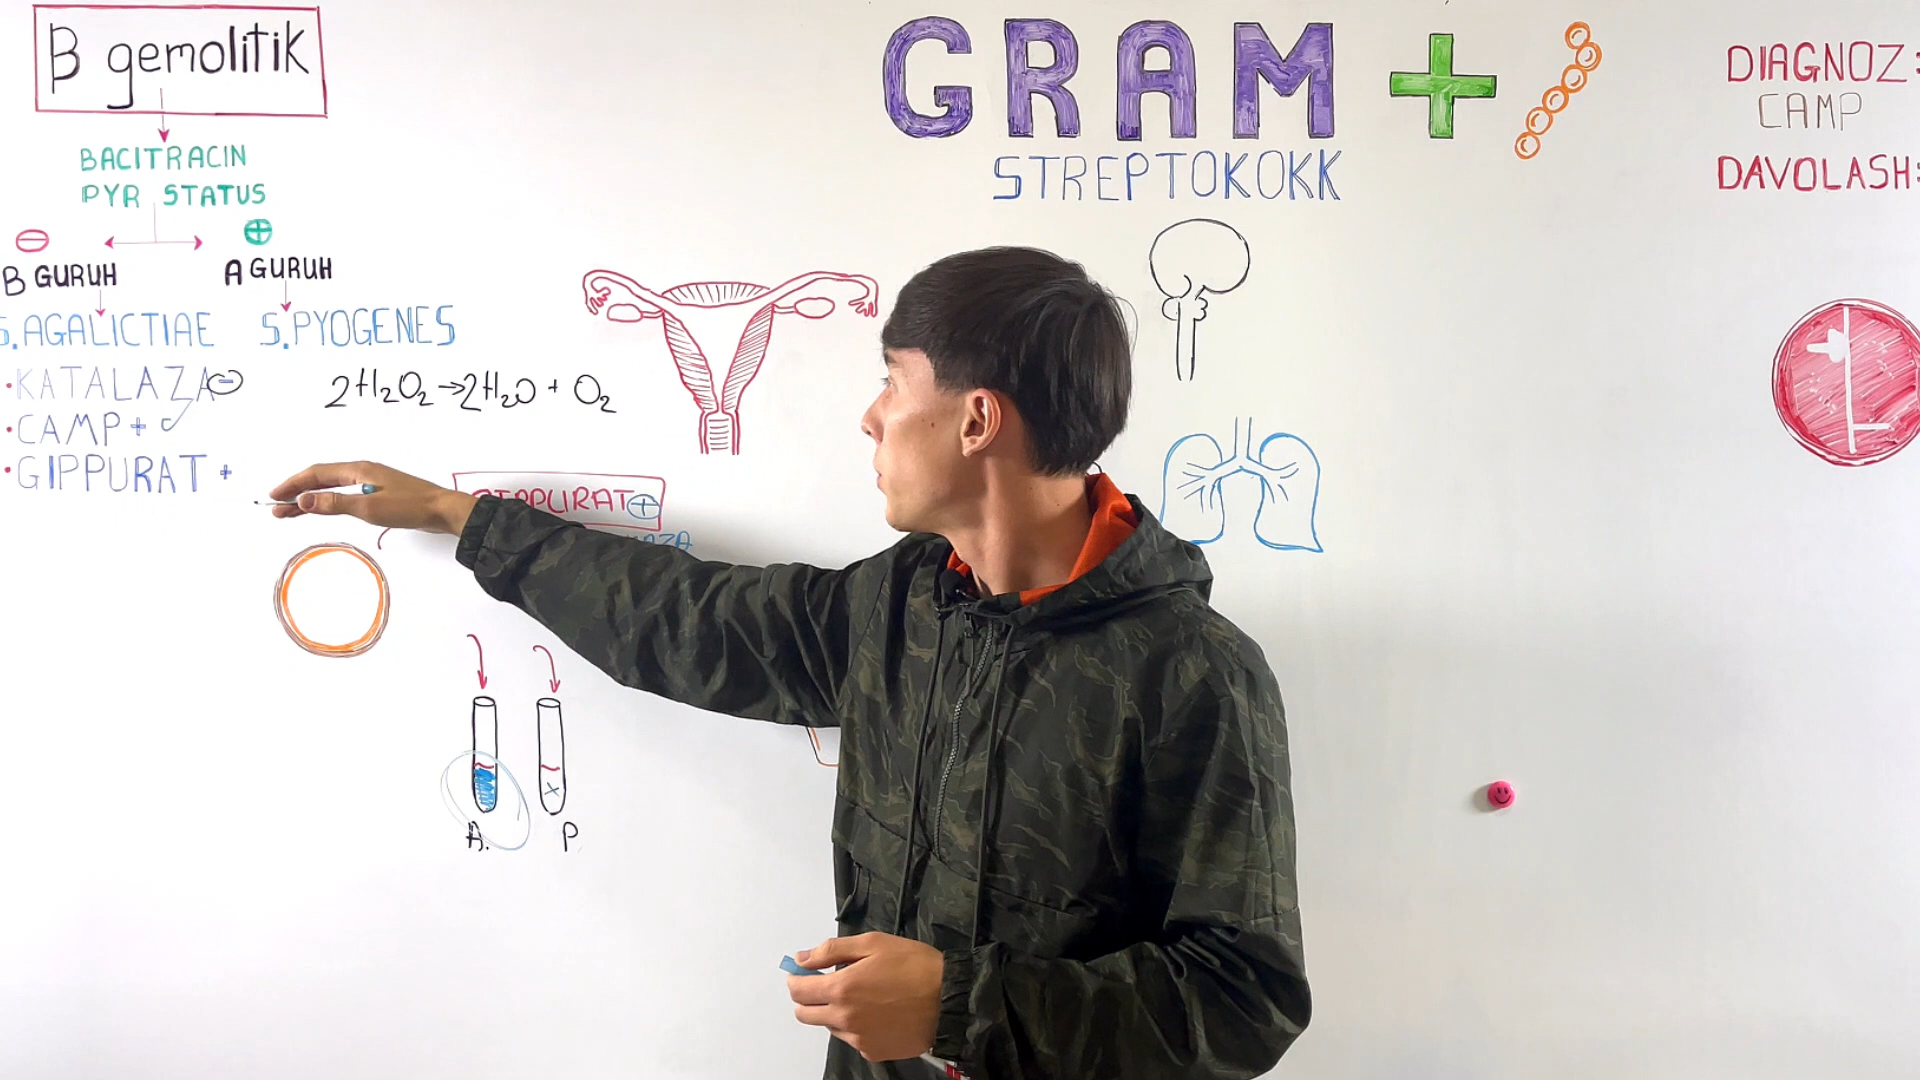 β gemolitik
BACITRACIN
PYR STATUS
⊖ ⊕
B GURUH
A GURUH
S.AGALICTIAE
S.PYOGENES
•KATALAZA⊖
•CAMP+
•GIPPURAT +
2H₂O₂→2H₂O + O₂
GIPPURAT⊕
A.
P.
GRAM+
STREPTOKOKK
DIAGNOZ:
CAMP
DAVOLASH: